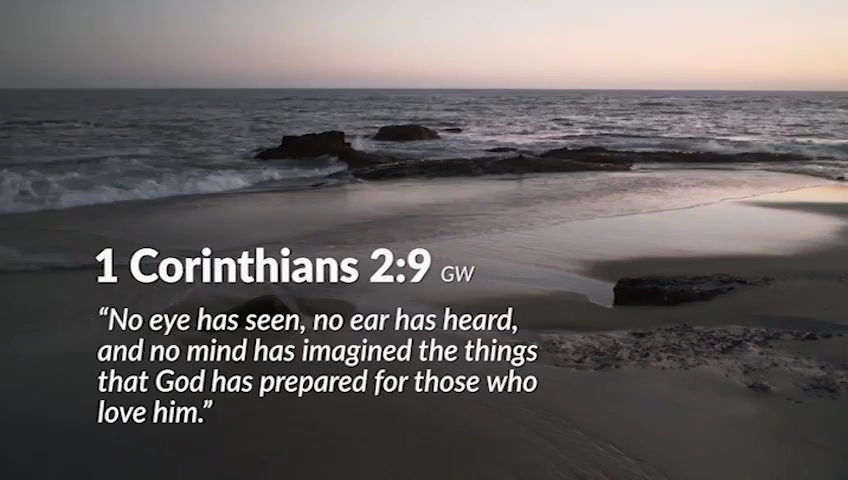 1 Corinthians 2:9 GW
“No eye has seen, no ear has heard,
and no mind has imagined the things
that God has prepared for those who
love him.”